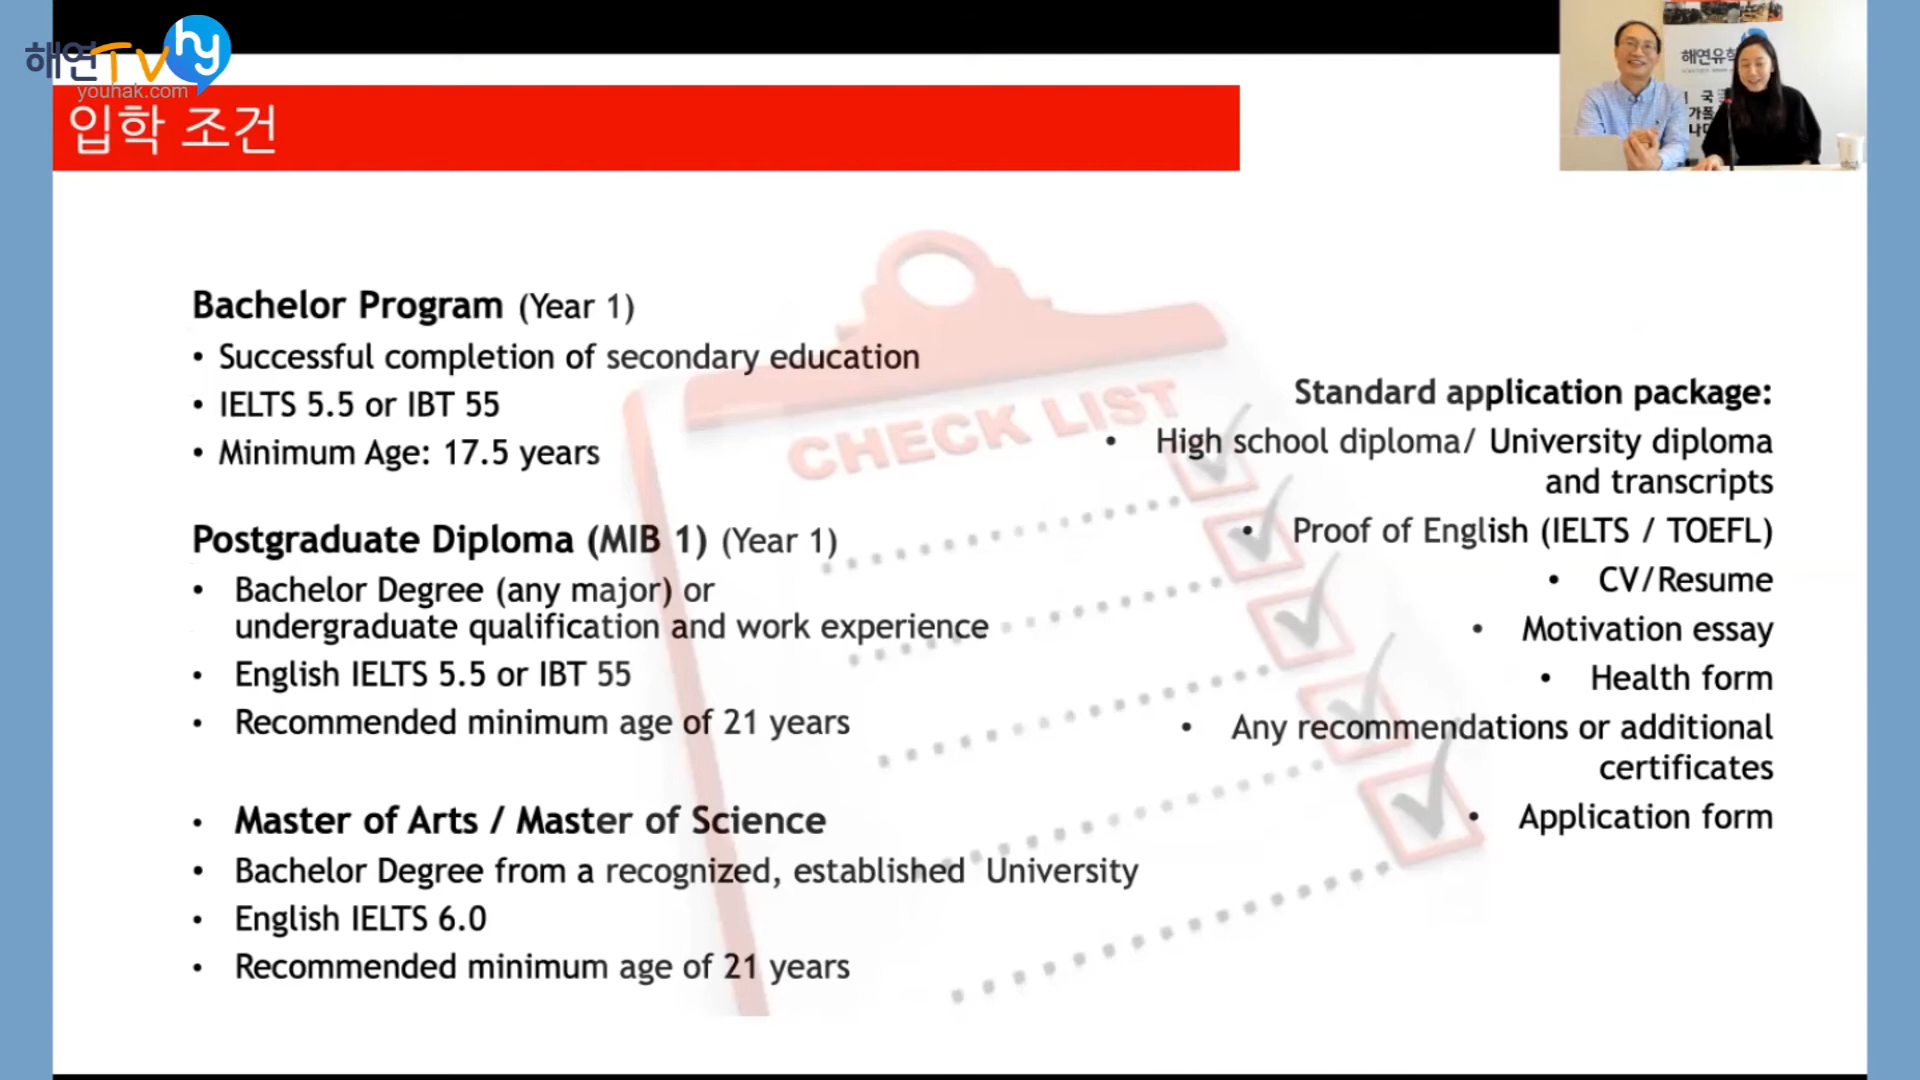 해연TV hy
youhak.com
입학 조건
해연유학
Bachelor Program (Year 1)
• Successful completion of secondary education
• IELTS 5.5 or IBT 55
• Minimum Age: 17.5 years
Postgraduate Diploma (MIB 1) (Year 1)
• Bachelor Degree (any major) or
undergraduate qualification and work experience
• English IELTS 5.5 or IBT 55
• Recommended minimum age of 21 years
• Master of Arts / Master of Science
• Bachelor Degree from a recognized, established University
• English IELTS 6.0
• Recommended minimum age of 21 years
CHECK LIST
Standard application package:
• High school diploma/ University diploma
and transcripts
• Proof of English (IELTS / TOEFL)
• CV/Resume
• Motivation essay
• Health form
• Any recommendations or additional
certificates
• Application form